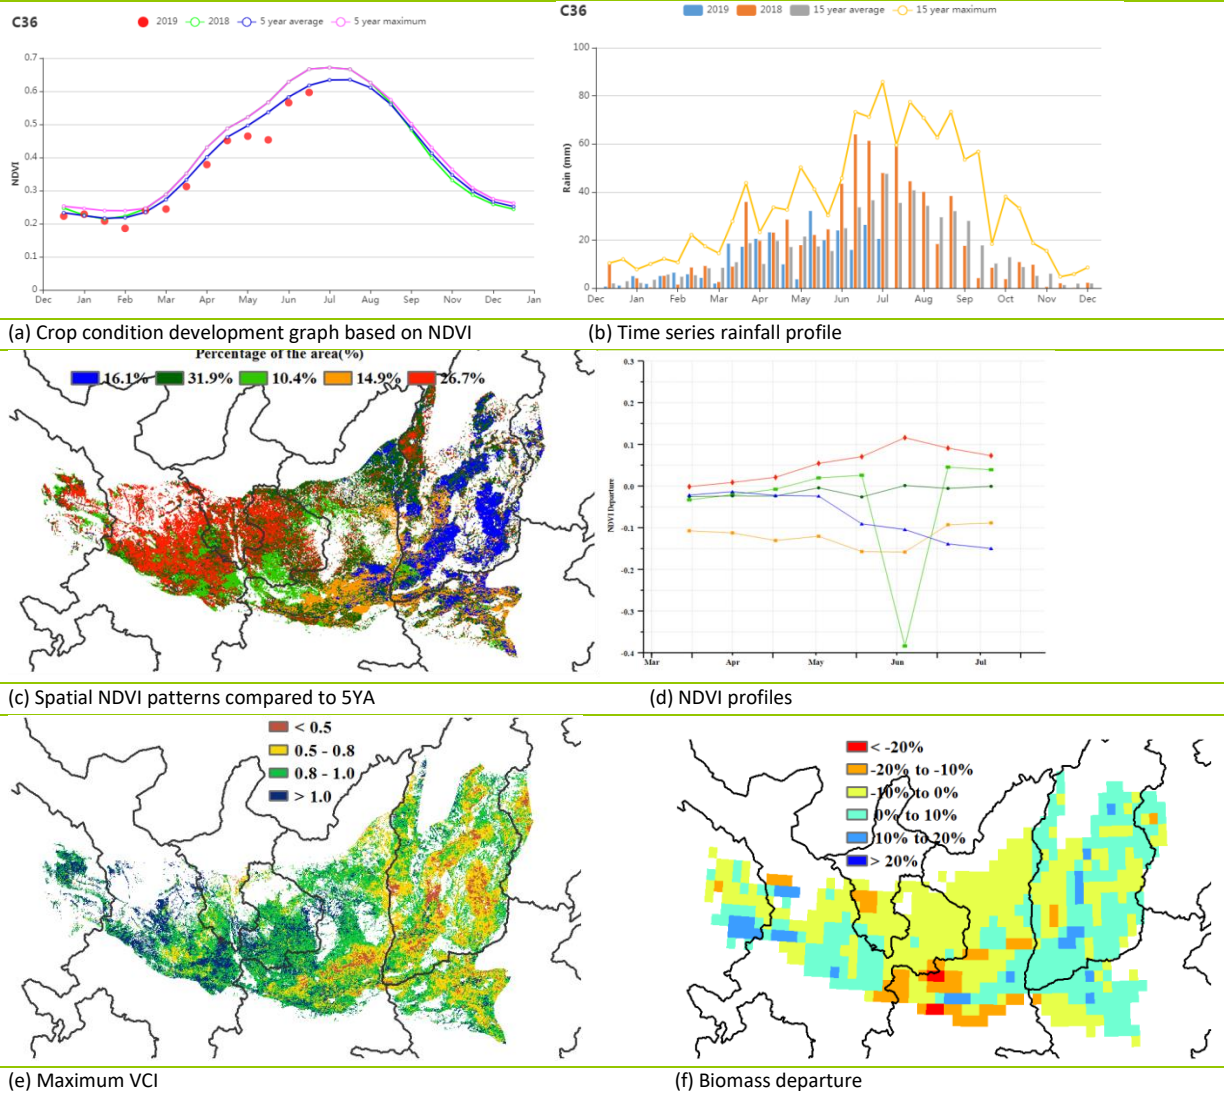 C36
2019 2018 5 year average 5 year maximum
NDVI
0.7
0.6
0.5
0.4
0.3
0.2
0.1
0
Dec Jan Feb Mar Apr May Jun Jul Aug Sep Oct Nov Dec Jan
(a) Crop condition development graph based on NDVI
C36
2019 2018 15 year average 15 year maximum
Rain (mm)
100
80
60
40
20
0
Dec Jan Feb Mar Apr May Jun Jul Aug Sep Oct Nov Dec
(b) Time series rainfall profile
Percentage of the area(%)
16.1% 31.9% 10.4% 14.9% 26.7%
(c) Spatial NDVI patterns compared to 5YA
NDVI Departure
0.3
0.2
0.1
0.0
-0.1
-0.2
-0.3
-0.4
Mar Apr May Jun Jul
(d) NDVI profiles
< 0.5
0.5 - 0.8
0.8 - 1.0
> 1.0
(e) Maximum VCI
< -20%
-20% to -10%
-10% to 0%
0% to 10%
10% to 20%
> 20%
(f) Biomass departure